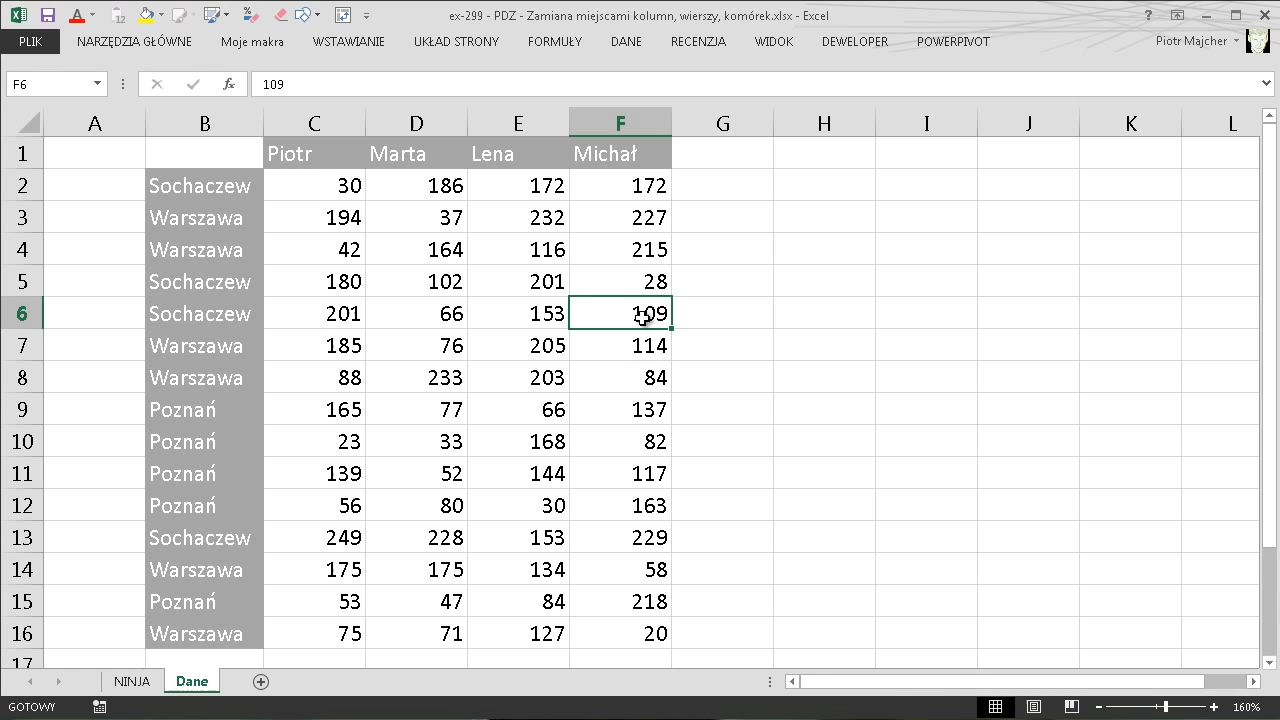 ex-299 - PDZ - Zamiana miejscami kolumn, wierszy, komórek.xlsx - Excel
PLIK NARZĘDZIA GŁÓWNE Moje makra WSTAWIANIE UKŁAD STRONY FORMUŁY DANE RECENZJA WIDOK DEWELOPER POWERPIVOT Piotr Majcher
F6 fx 109
A B C D E F G H I J K L
1 Piotr Marta Lena Michał
2 Sochaczew 30 186 172 172
3 Warszawa 194 37 232 227
4 Warszawa 42 164 116 215
5 Sochaczew 180 102 201 28
6 Sochaczew 201 66 153 109
7 Warszawa 185 76 205 114
8 Warszawa 88 233 203 84
9 Poznań 165 77 66 137
10 Poznań 23 33 168 82
11 Poznań 139 52 144 117
12 Poznań 56 80 30 163
13 Sochaczew 249 228 153 229
14 Warszawa 175 175 134 58
15 Poznań 53 47 84 218
16 Warszawa 75 71 127 20
17
NINJA Dane
GOTOWY 160%